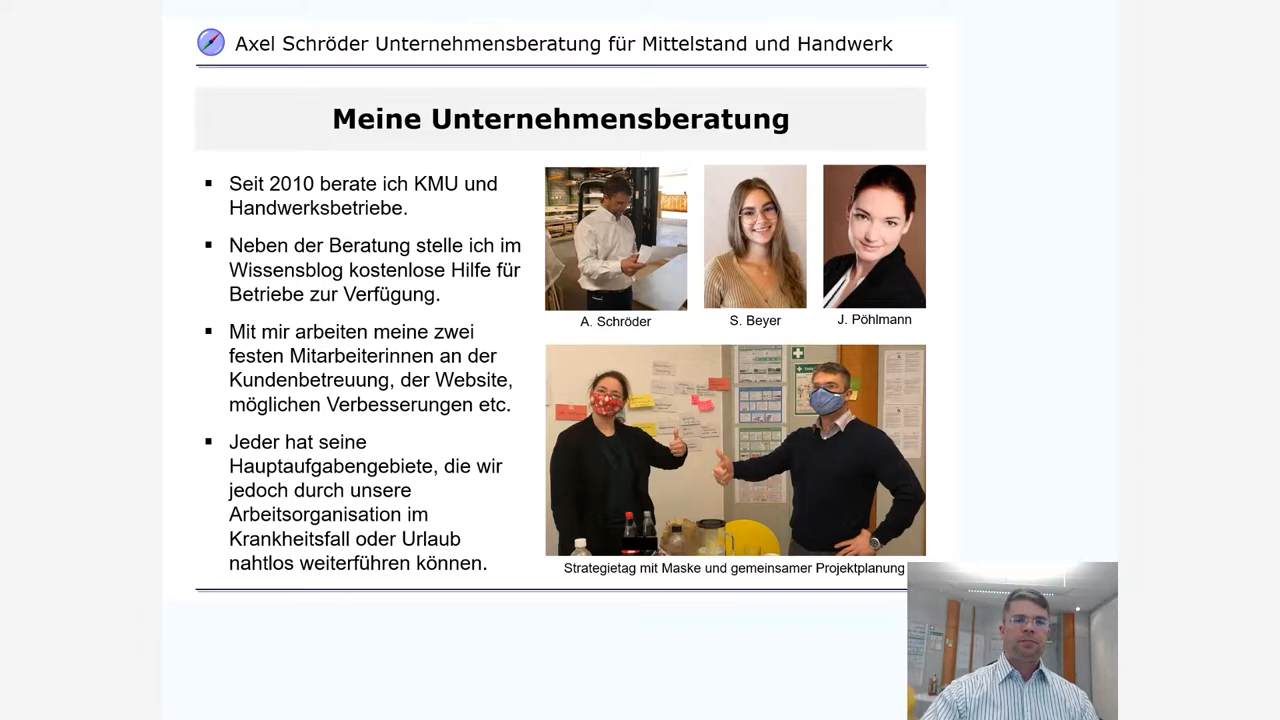 Axel Schröder Unternehmensberatung für Mittelstand und Handwerk
Meine Unternehmensberatung
▪ Seit 2010 berate ich KMU und
Handwerksbetriebe.
▪ Neben der Beratung stelle ich im
Wissensblog kostenlose Hilfe für
Betriebe zur Verfügung.
▪ Mit mir arbeiten meine zwei
festen Mitarbeiterinnen an der
Kundenbetreuung, der Website,
möglichen Verbesserungen etc.
▪ Jeder hat seine
Hauptaufgabengebiete, die wir
jedoch durch unsere
Arbeitsorganisation im
Krankheitsfall oder Urlaub
nahtlos weiterführen können.
A. Schröder
S. Beyer
J. Pöhlmann
Strategietag mit Maske und gemeinsamer Projektplanung